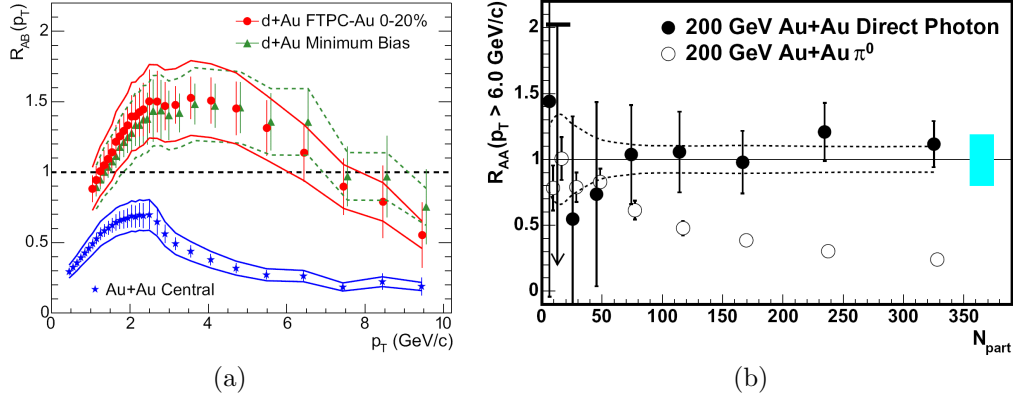 R_AB(p_T)
d+Au FTPC-Au 0-20%
d+Au Minimum Bias
2
1.5
1
0.5
0
Au+Au Central
0 2 4 6 8 10
p_T (GeV/c)
(a)
R_AA(p_T > 6.0 GeV/c)
200 GeV Au+Au Direct Photon
200 GeV Au+Au π⁰
2
1.5
1
0.5
0
0 50 100 150 200 250 300 350
N_part
(b)